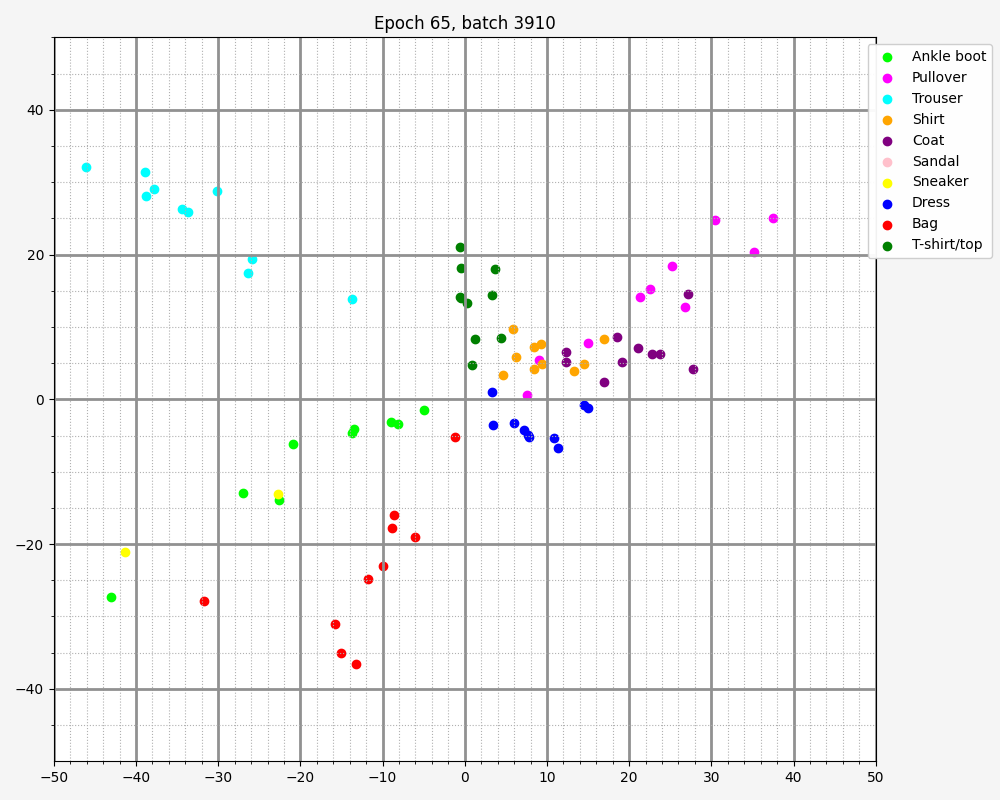 Epoch 65, batch 3910
Ankle boot
Pullover
Trouser
Shirt
Coat
Sandal
Sneaker
Dress
Bag
T-shirt/top
40
20
0
−20
−40
−50
−40
−30
−20
−10
0
10
20
30
40
50